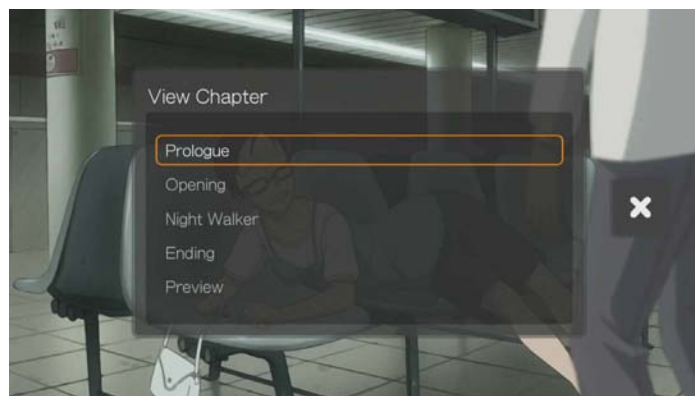 View Chapter
Prologue
Opening
Night Walker
Ending
Preview